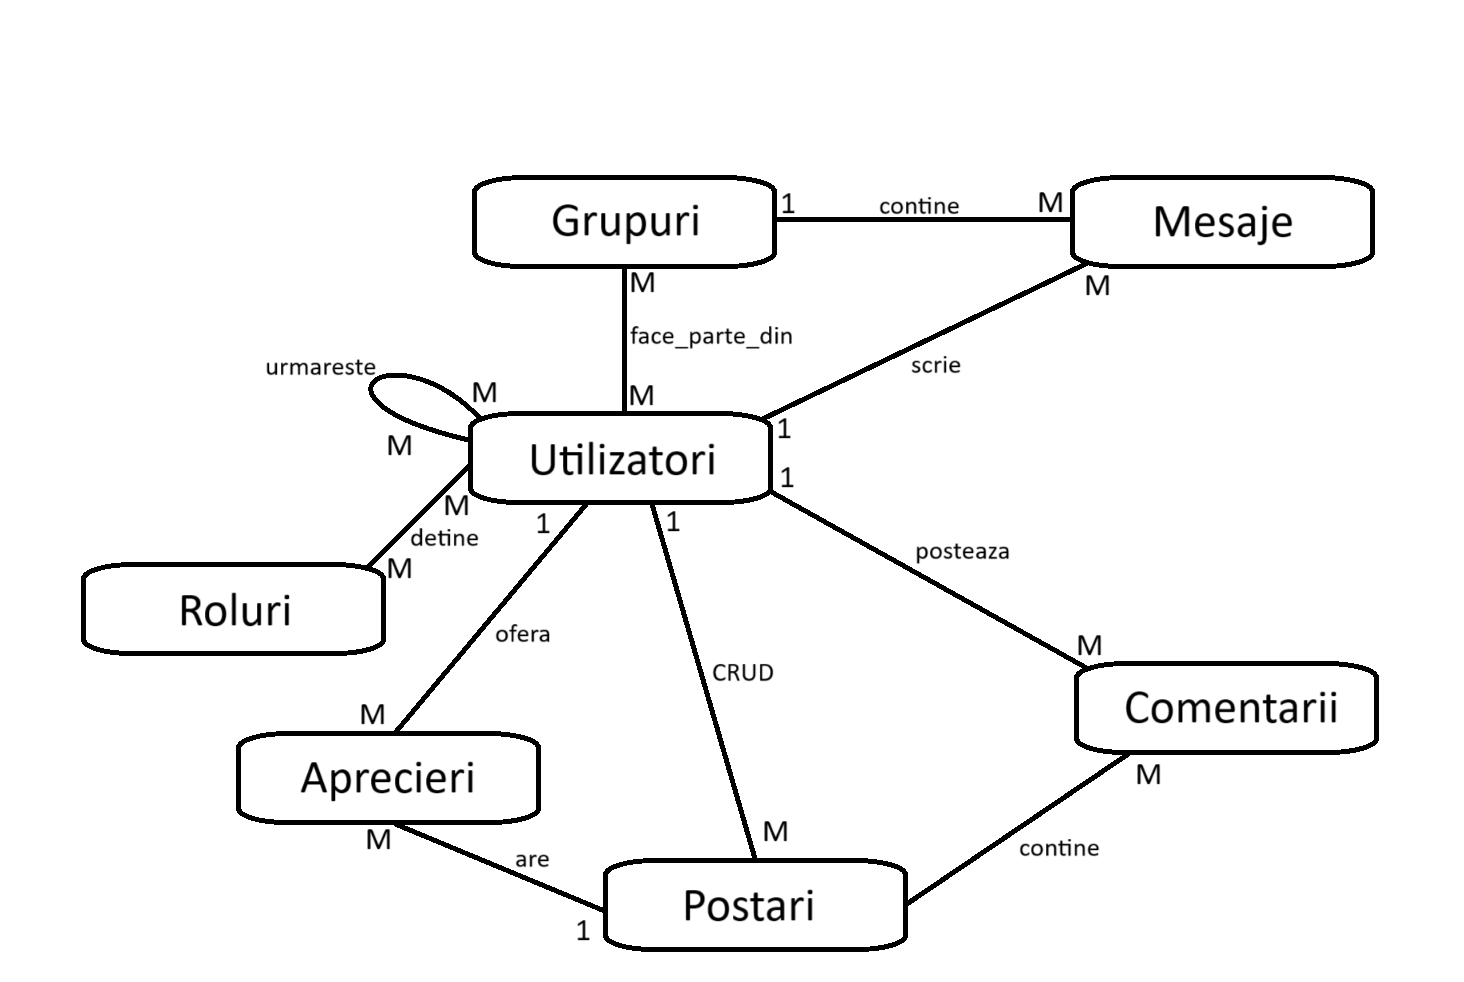 Grupuri
1
contine
M
Mesaje
M
M
face_parte_din
scrie
urmareste
M
M
M
Utilizatori
1
1
M
detine
M
1
1
posteaza
Roluri
ofera
CRUD
M
M
Comentarii
Aprecieri
M
M
M
are
contine
1
Postari